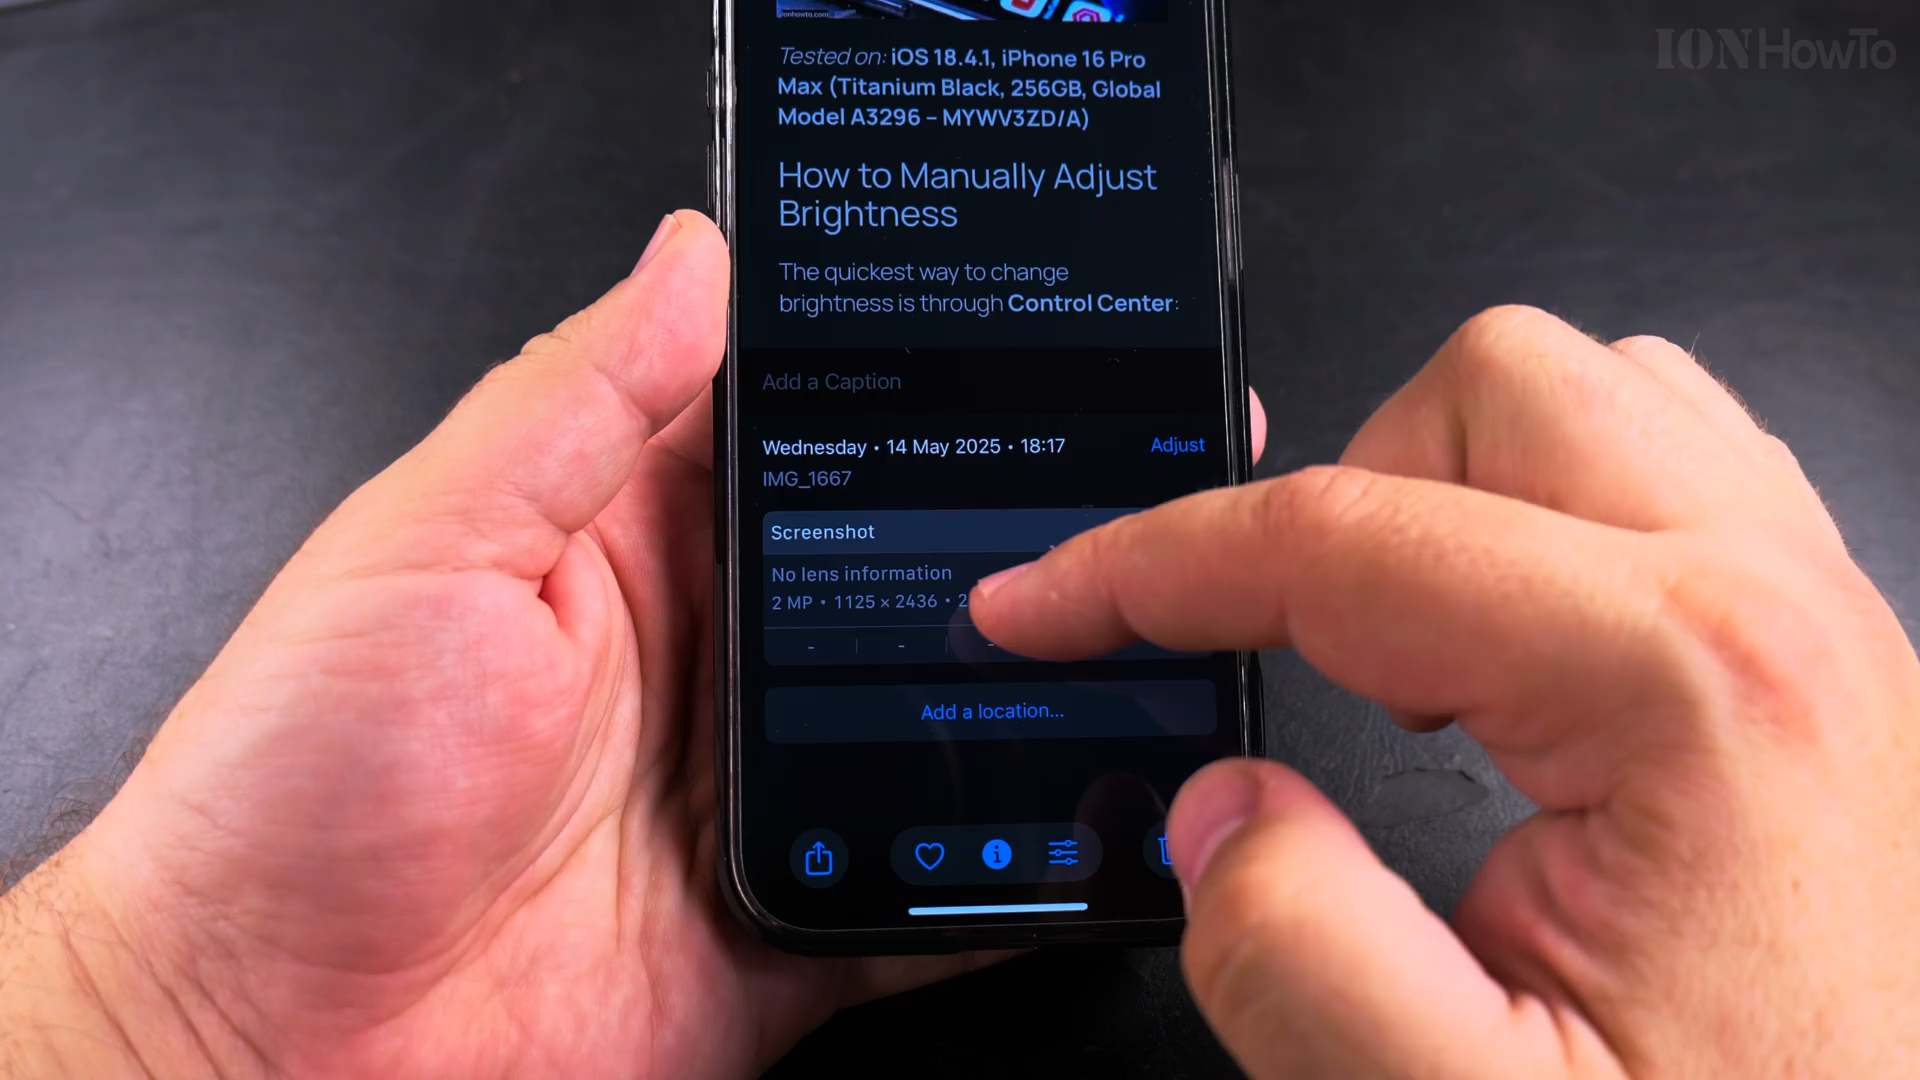 IONHowTo
ionhowto.com
Tested on: iOS 18.4.1, iPhone 16 Pro
Max (Titanium Black, 256GB, Global
Model A3296 – MYWV3ZD/A)
How to Manually Adjust
Brightness
The quickest way to change
brightness is through Control Center:
Add a Caption
Wednesday • 14 May 2025 • 18:17
Adjust
IMG_1667
Screenshot
No lens information
2 MP • 1125 × 2436 •
-
-
-
Add a location...